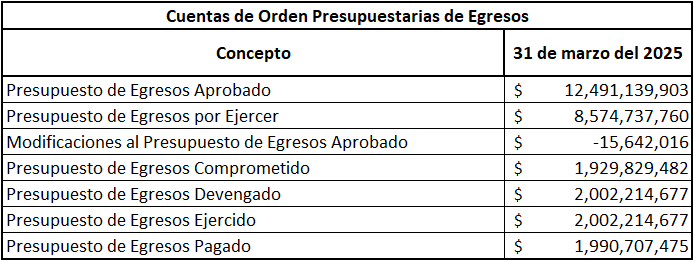 Cuentas de Orden Presupuestarias de Egresos
Concepto 31 de marzo del 2025
Presupuesto de Egresos Aprobado $ 12,491,139,903
Presupuesto de Egresos por Ejercer $ 8,574,737,760
Modificaciones al Presupuesto de Egresos Aprobado $ -15,642,016
Presupuesto de Egresos Comprometido $ 1,929,829,482
Presupuesto de Egresos Devengado $ 2,002,214,677
Presupuesto de Egresos Ejercido $ 2,002,214,677
Presupuesto de Egresos Pagado $ 1,990,707,475